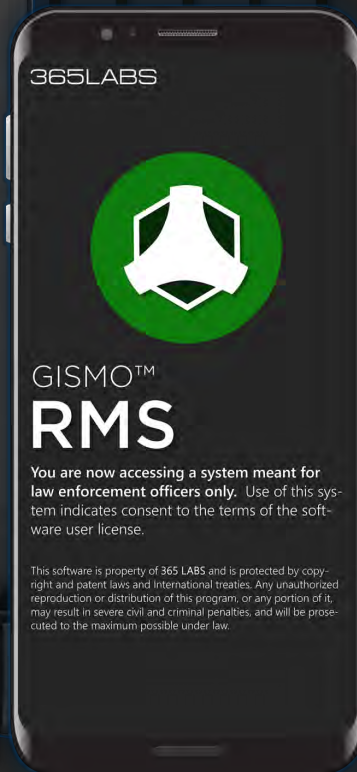 365LABS
GISMO™
RMS
You are now accessing a system meant for
law enforcement officers only. Use of this sys-
tem indicates consent to the terms of the soft-
ware user license.
This software is property of 365 LABS and is protected by copy-
right and patent laws and International treaties. Any unauthorized
reproduction or distribution of this program, or any portion of it,
may result in severe civil and criminal penalties, and will be prose-
cuted to the maximum possible under law.